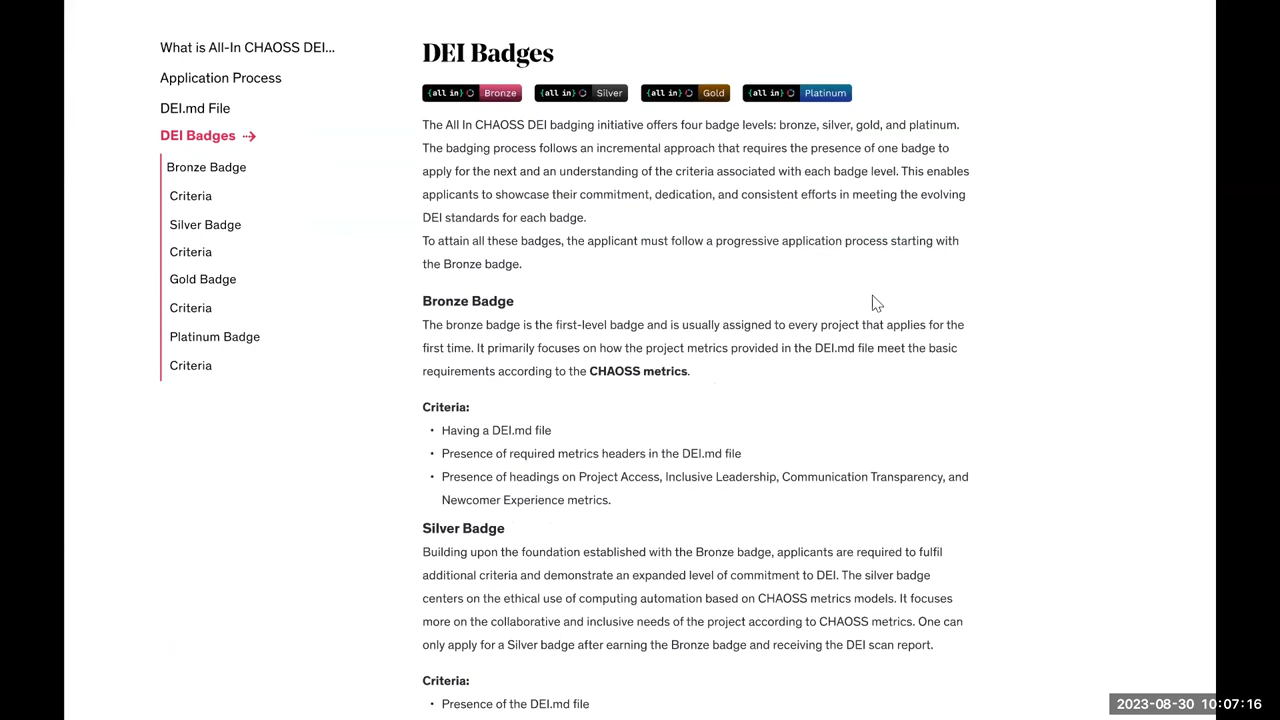 What is All-In CHAOSS DEI...
Application Process
DEI.md File
DEI Badges
Bronze Badge
Criteria
Silver Badge
Criteria
Gold Badge
Criteria
Platinum Badge
Criteria
DEI Badges
{all in} Bronze
{all in} Silver
{all in} Gold
{all in} Platinum
The All In CHAOSS DEI badging initiative offers four badge levels: bronze, silver, gold, and platinum.
The badging process follows an incremental approach that requires the presence of one badge to
apply for the next and an understanding of the criteria associated with each badge level. This enables
applicants to showcase their commitment, dedication, and consistent efforts in meeting the evolving
DEI standards for each badge.
To attain all these badges, the applicant must follow a progressive application process starting with
the Bronze badge.
Bronze Badge
The bronze badge is the first-level badge and is usually assigned to every project that applies for the
first time. It primarily focuses on how the project metrics provided in the DEI.md file meet the basic
requirements according to the CHAOSS metrics.
Criteria:
• Having a DEI.md file
• Presence of required metrics headers in the DEI.md file
• Presence of headings on Project Access, Inclusive Leadership, Communication Transparency, and
Newcomer Experience metrics.
Silver Badge
Building upon the foundation established with the Bronze badge, applicants are required to fulfil
additional criteria and demonstrate an expanded level of commitment to DEI. The silver badge
centers on the ethical use of computing automation based on CHAOSS metrics models. It focuses
more on the collaborative and inclusive needs of the project according to CHAOSS metrics. One can
only apply for a Silver badge after earning the Bronze badge and receiving the DEI scan report.
Criteria:
• Presence of the DEI.md file
2023-08-30 10:07:16